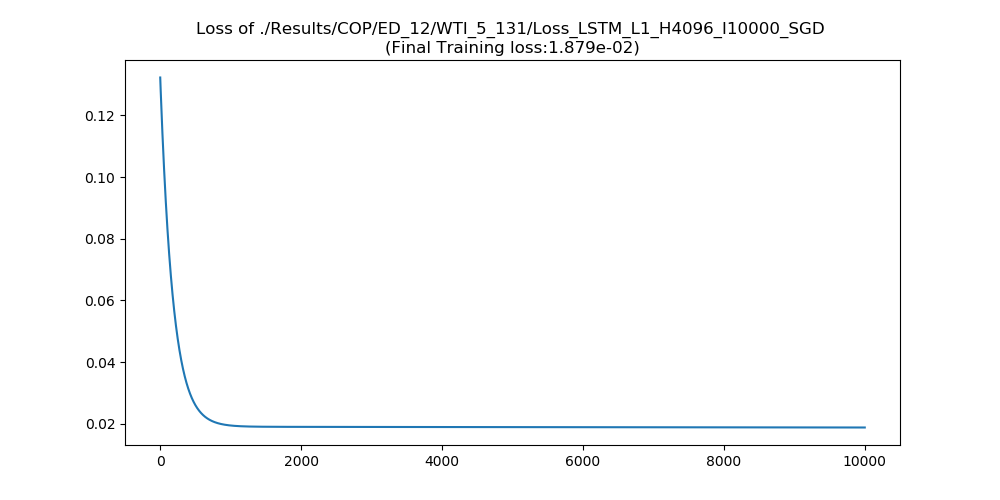 Loss of ./Results/COP/ED_12/WTI_5_131/Loss_LSTM_L1_H4096_I10000_SGD
(Final Training loss:1.879e-02)
0.12
0.10
0.08
0.06
0.04
0.02
0 2000 4000 6000 8000 10000